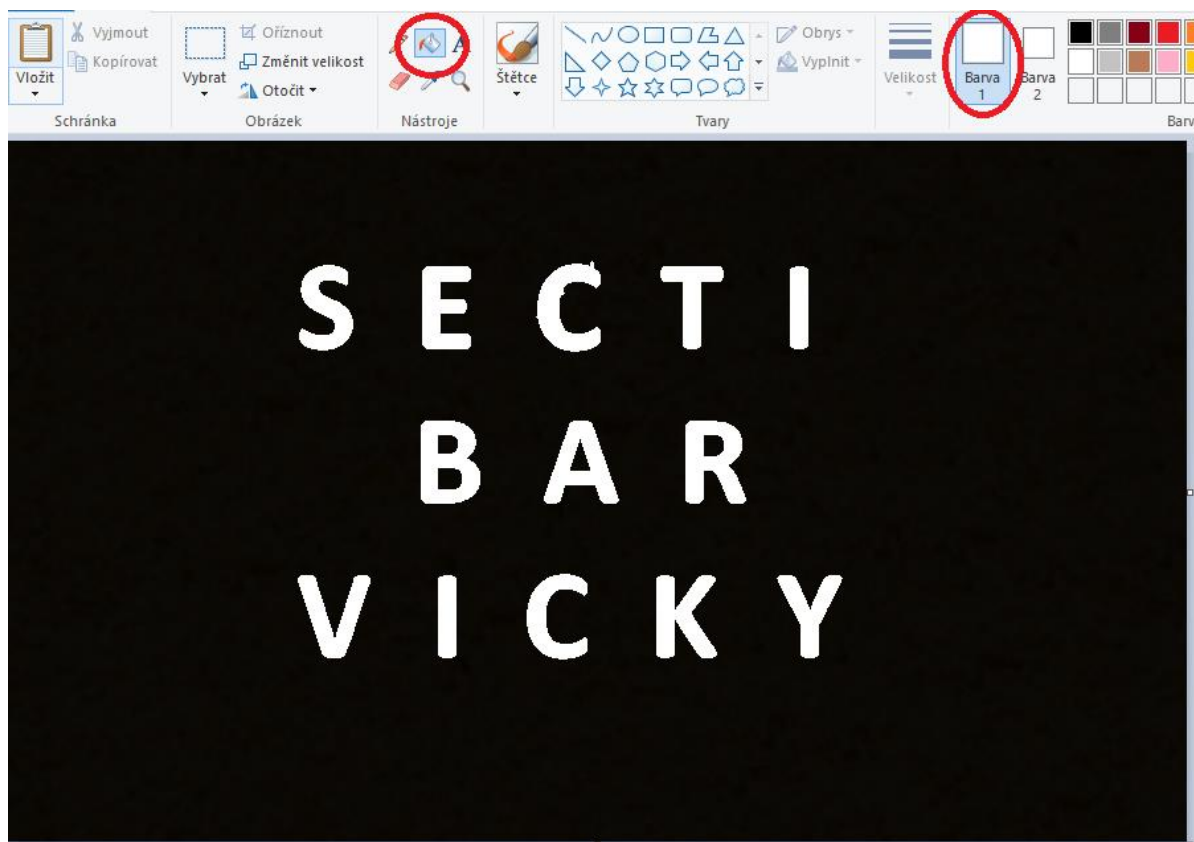 Vyjmout
Kopírovat
Vložit
Schránka
Oříznout
Změnit velikost
Otočit
Vybrat
Obrázek
A
Nástroje
Štětce
Obrys
Vyplnit
Tvary
Velikost
Barva 1
Barva 2
Barv
SECTI
BAR
VICKY